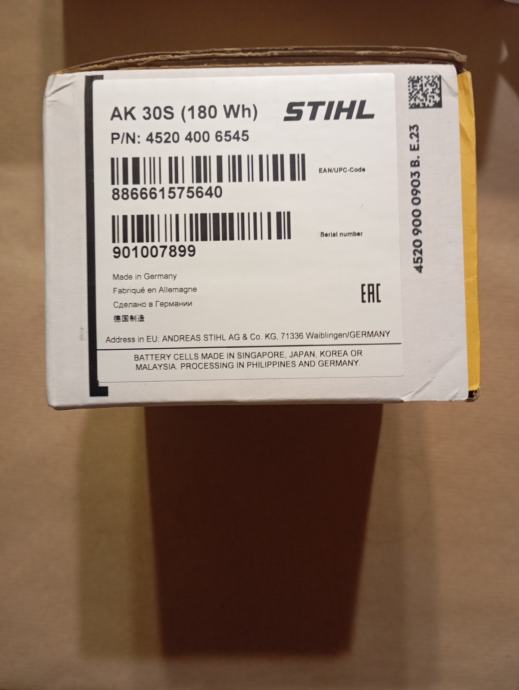 AK 30S (180 Wh)
STIHL
P/N: 4520 400 6545
EAN/UPC-Code
886661575640
Serial number
901007899
Made in Germany
Fabriqué en Allemagne
Сделано в Германии
德国制造
EAC
Address in EU: ANDREAS STIHL AG & Co. KG, 71336 Waiblingen/GERMANY
BATTERY CELLS MADE IN SINGAPORE, JAPAN, KOREA OR
MALAYSIA. PROCESSING IN PHILIPPINES AND GERMANY
4520 900 0903 B. E.23